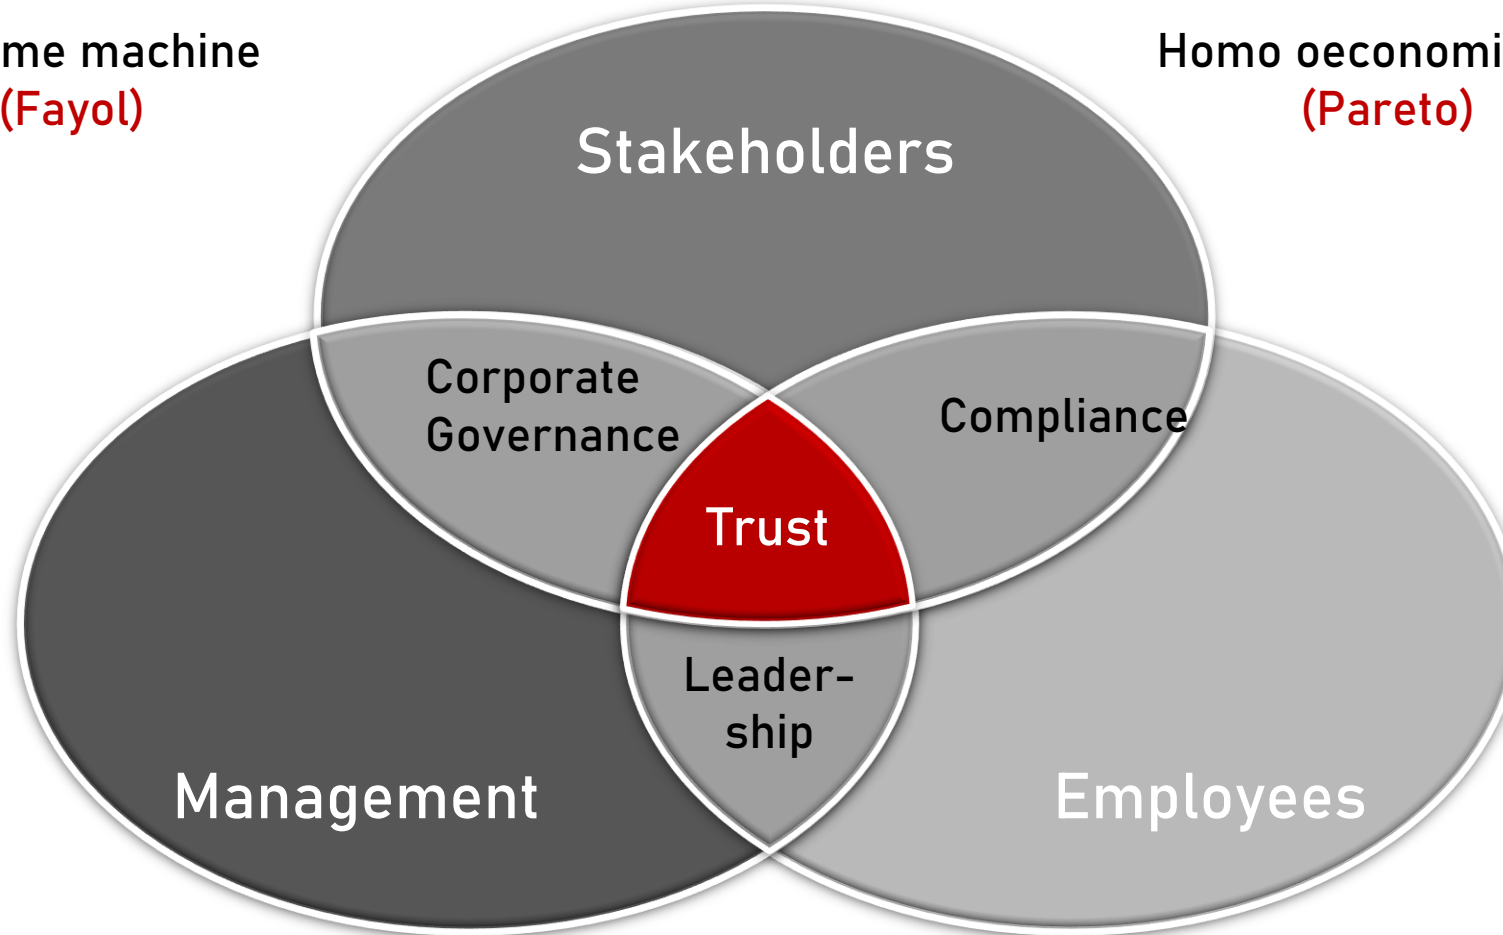 me machine
(Fayol)
Homo oeconomi
(Pareto)
Stakeholders
Corporate
Governance
Compliance
Trust
Leader-
ship
Management
Employees